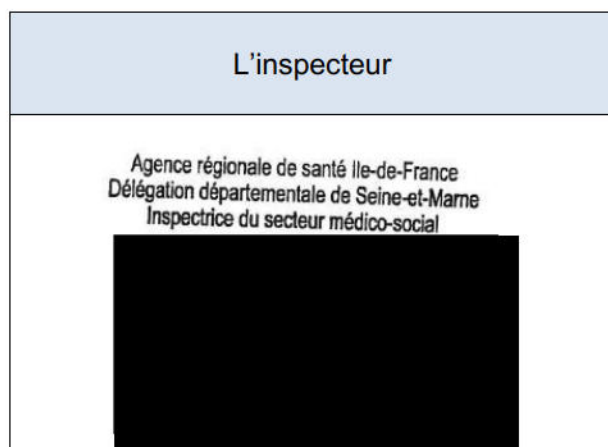 L'inspecteur
Agence régionale de santé Ile-de-France
Délégation départementale de Seine-et-Marne
Inspectrice du secteur médico-social